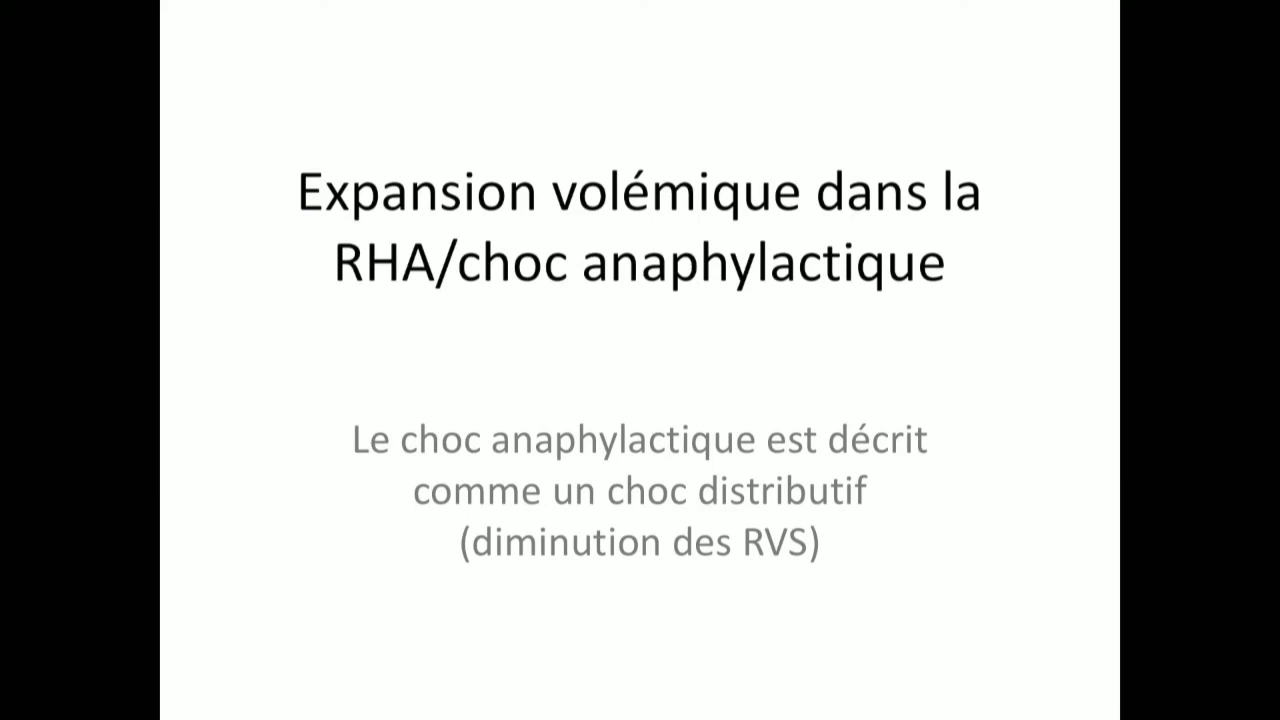 Expansion volémique dans la
RHA/choc anaphylactique
Le choc anaphylactique est décrit
comme un choc distributif
(diminution des RVS)